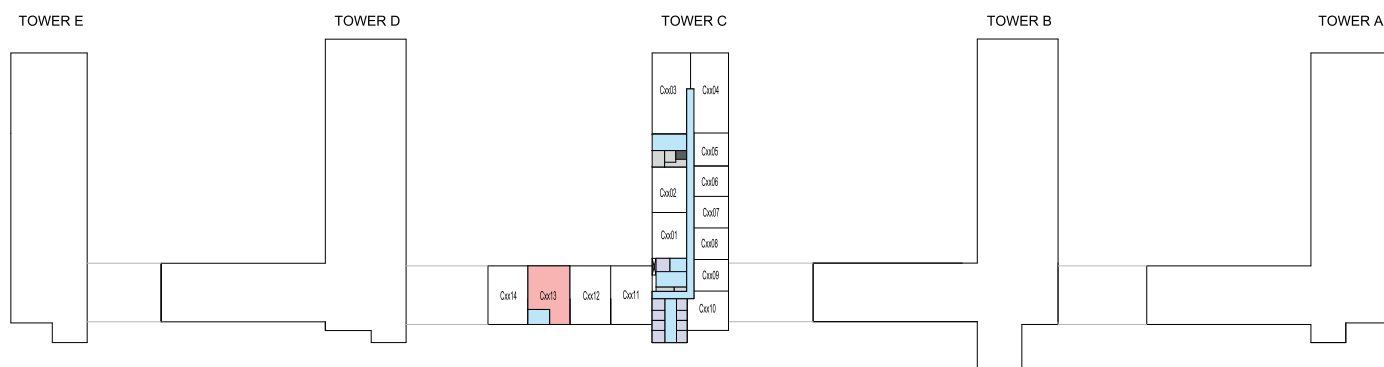 TOWER E
TOWER D
TOWER C
TOWER B
TOWER A
Cxx03
Cxx04
Cxx05
Cxx06
Cxx02
Cxx07
Cxx01
Cxx08
Cxx09
Cxx14
Cxx13
Cxx12
Cxx11
Cxx10